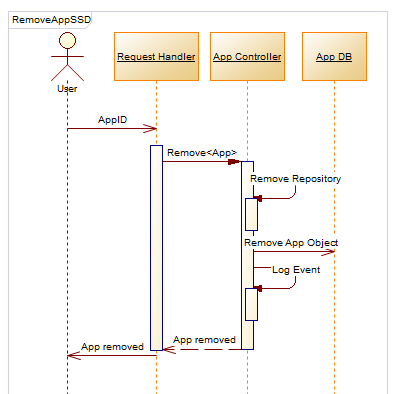 RemoveAppSSD
Request Handler
App Controller
App DB
User
AppID
Remove<App>
Remove Repository
Remove App Object
Log Event
App removed
App removed